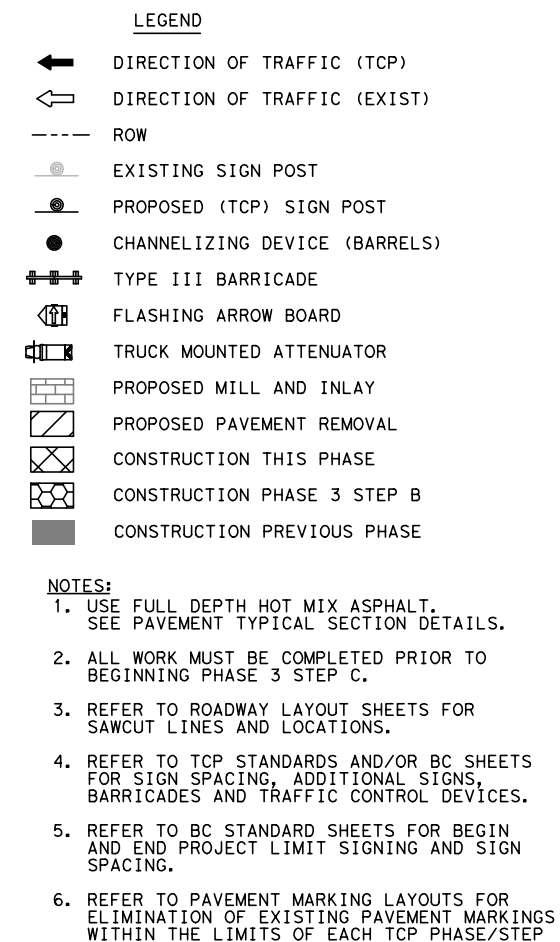 LEGEND
DIRECTION OF TRAFFIC (TCP)
DIRECTION OF TRAFFIC (EXIST)
ROW
EXISTING SIGN POST
PROPOSED (TCP) SIGN POST
CHANNELIZING DEVICE (BARRELS)
TYPE III BARRICADE
FLASHING ARROW BOARD
TRUCK MOUNTED ATTENUATOR
PROPOSED MILL AND INLAY
PROPOSED PAVEMENT REMOVAL
CONSTRUCTION THIS PHASE
CONSTRUCTION PHASE 3 STEP B
CONSTRUCTION PREVIOUS PHASE
NOTES:
1. USE FULL DEPTH HOT MIX ASPHALT.
SEE PAVEMENT TYPICAL SECTION DETAILS.
2. ALL WORK MUST BE COMPLETED PRIOR TO
BEGINNING PHASE 3 STEP C.
3. REFER TO ROADWAY LAYOUT SHEETS FOR
SAWCUT LINES AND LOCATIONS.
4. REFER TO TCP STANDARDS AND/OR BC SHEETS
FOR SIGN SPACING, ADDITIONAL SIGNS,
BARRICADES AND TRAFFIC CONTROL DEVICES.
5. REFER TO BC STANDARD SHEETS FOR BEGIN
AND END PROJECT LIMIT SIGNING AND SIGN
SPACING.
6. REFER TO PAVEMENT MARKING LAYOUTS FOR
ELIMINATION OF EXISTING PAVEMENT MARKINGS
WITHIN THE LIMITS OF EACH TCP PHASE/STEP